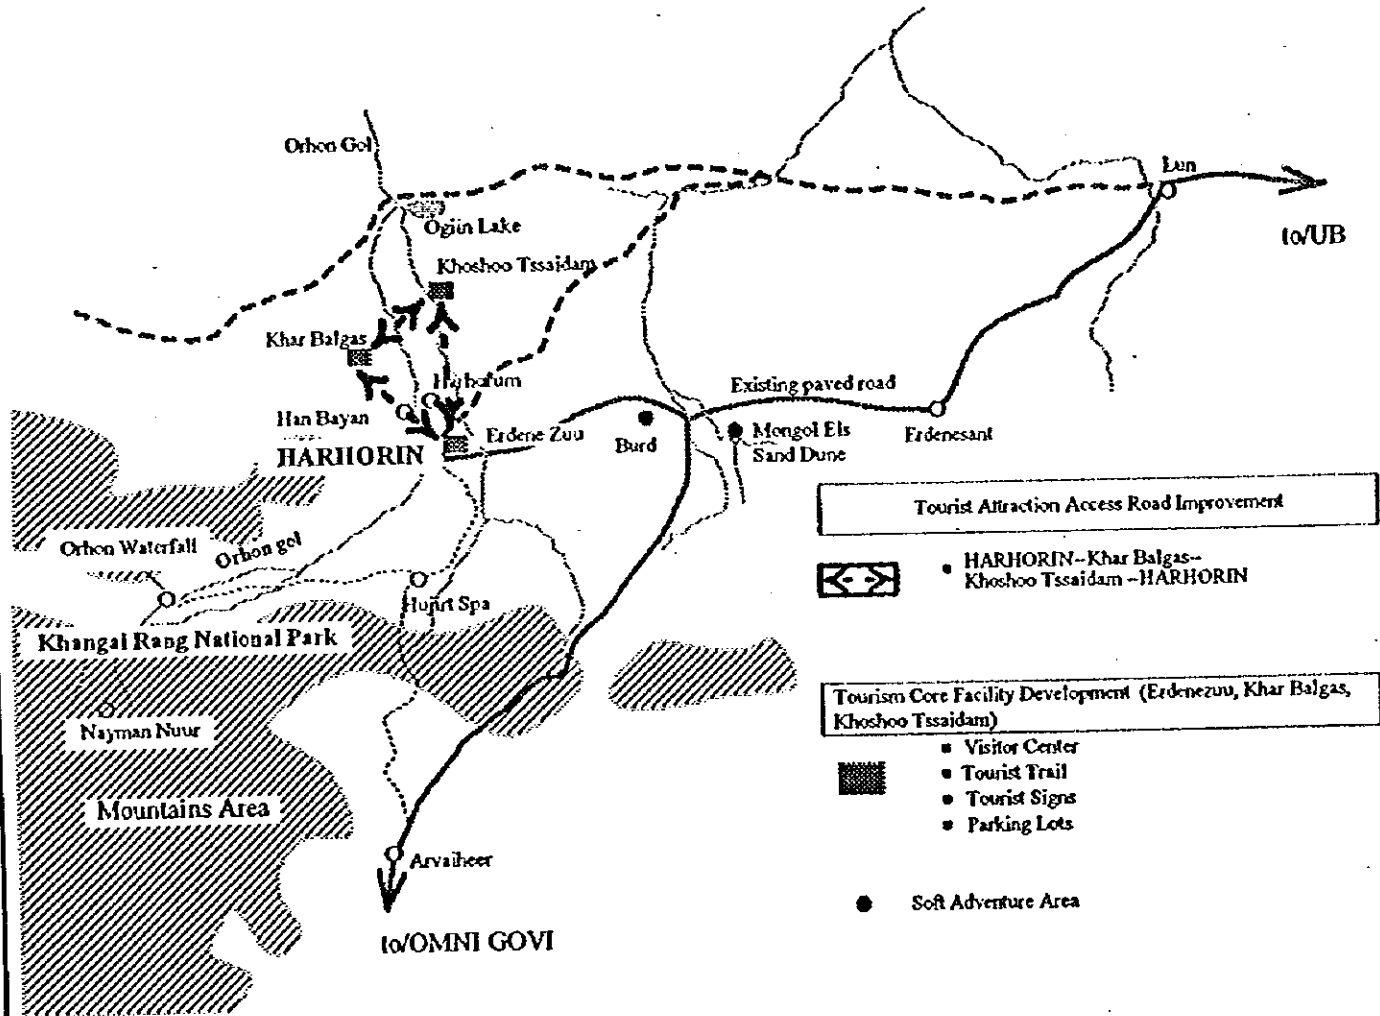 Orhon Gol
Lun
Ogiin Lake
to/UB
Khoshoo Tssaidam
Khar Balgas
Existing paved road
Han Bayan
Erdene Zuu
Burd
Mongol Els
Sand Dune
Erdenesant
HARHORIN
Tourist Attraction Access Road Improvement
Orhon Waterfall
Orhon gol
• HARHORIN--Khar Balgas--
Khoshoo Tssaidam --HARHORIN
Hujirt Spa
Khangai Rang National Park
Tourism Core Facility Development (Erdenezuu, Khar Balgas,
Khoshoo Tssaidam)
Nayman Nuur
• Visitor Center
• Tourist Trail
• Tourist Signs
• Parking Lots
Mountains Area
Arvaiheer
Soft Adventure Area
to/OMNI GOVI